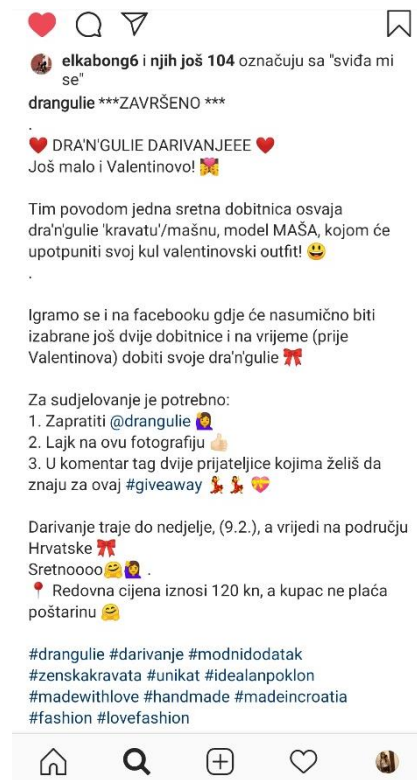 elkabong6 i njih još 104 označuju sa "sviđa mi
se"
drangulie ***ZAVRŠENO ***
.
❤️ DRA'N'GULIE DARIVANJEEE ❤️
Još malo i Valentinovo! 💏
Tim povodom jedna sretna dobitnica osvaja
dra'n'gulie 'kravatu'/mašnu, model MAŠA, kojom će
upotpuniti svoj kul valentinovski outfit! 😃
.
Igramo se i na facebooku gdje će nasumično biti
izabrane još dvije dobitnice i na vrijeme (prije
Valentinova) dobiti svoje dra'n'gulie 🎀
Za sudjelovanje je potrebno:
1. Zapratiti @drangulie 🙋‍♀️
2. Lajk na ovu fotografiju 👍🏻
3. U komentar tag dvije prijateljice kojima želiš da
znaju za ovaj #giveaway 💃 💃 💝
Darivanje traje do nedjelje, (9.2.), a vrijedi na području
Hrvatske 🎀
Sretnoooo🤗🙋‍♀️ .
📍 Redovna cijena iznosi 120 kn, a kupac ne plaća
poštarinu 🤗
#drangulie #darivanje #modnidodatak
#zenskakravata #unikat #idealanpoklon
#madewithlove #handmade #madeincroatia
#fashion #lovefashion